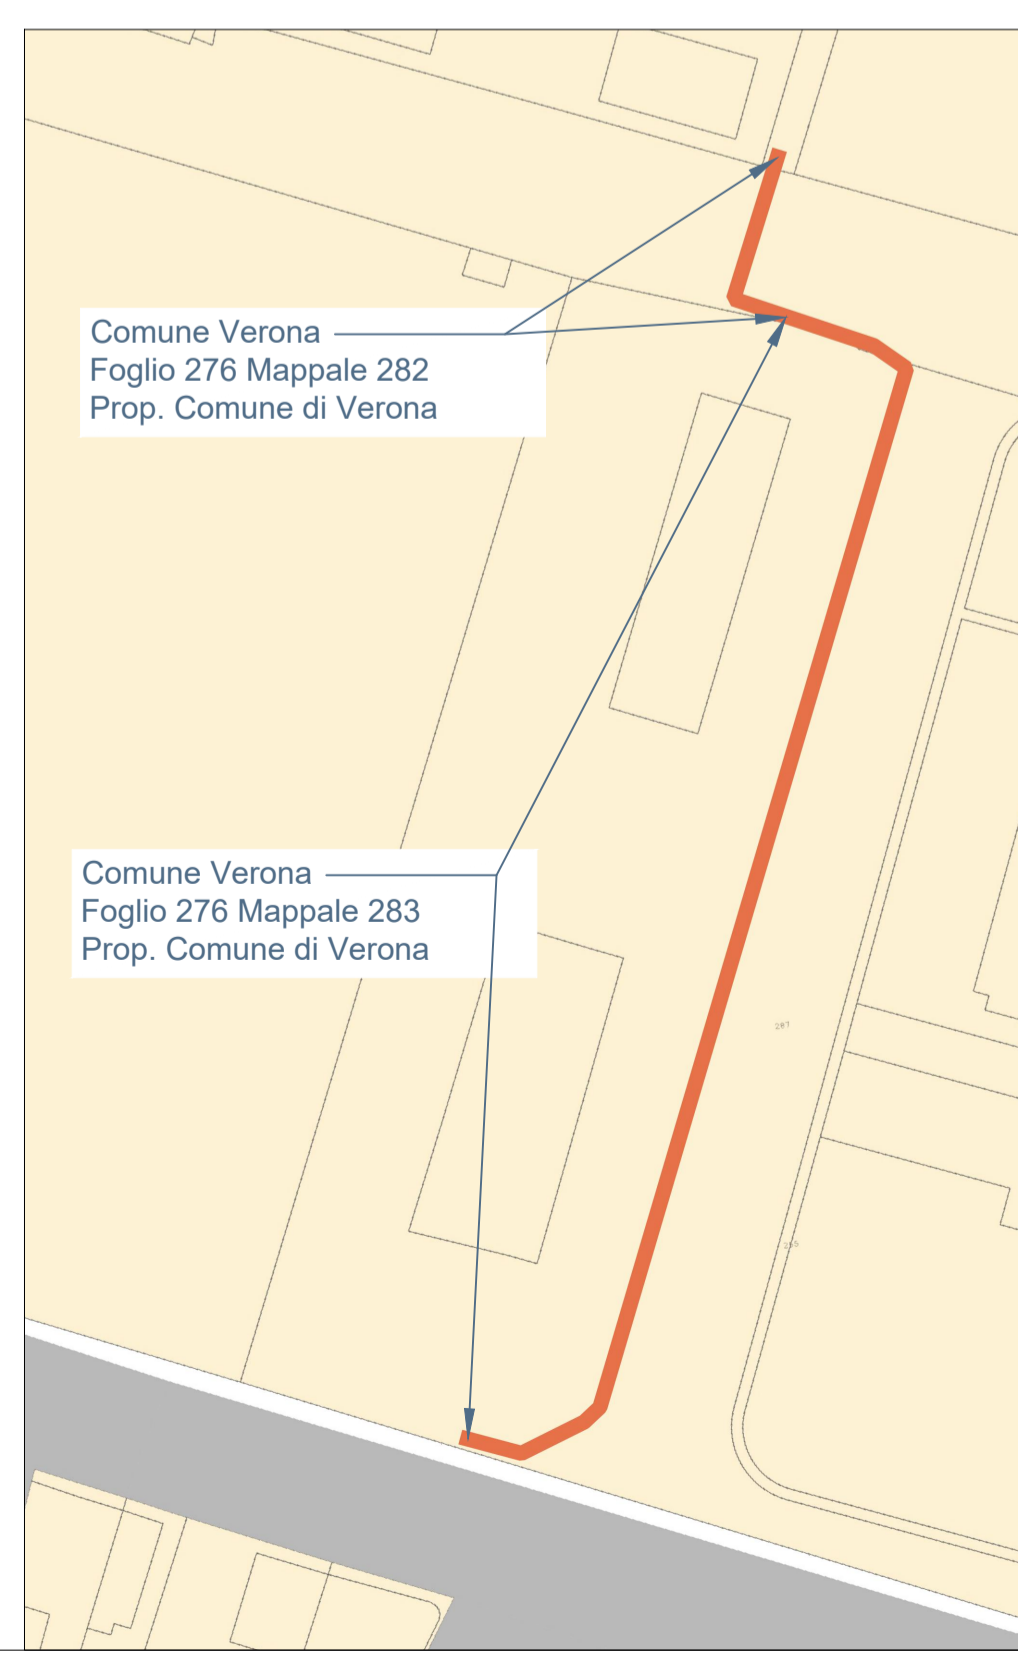 Comune Verona
Foglio 276 Mappale 282
Prop. Comune di Verona
Comune Verona
Foglio 276 Mappale 283
Prop. Comune di Verona
287